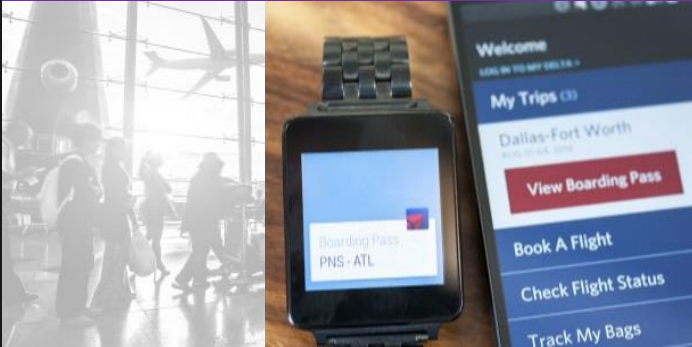 Boarding Pass
PNS - ATL
Welcome
LOG IN TO MY DELTA >
My Trips (3)
Dallas-Fort Worth
View Boarding Pass
Book A Flight
Check Flight Status
Track My Bags